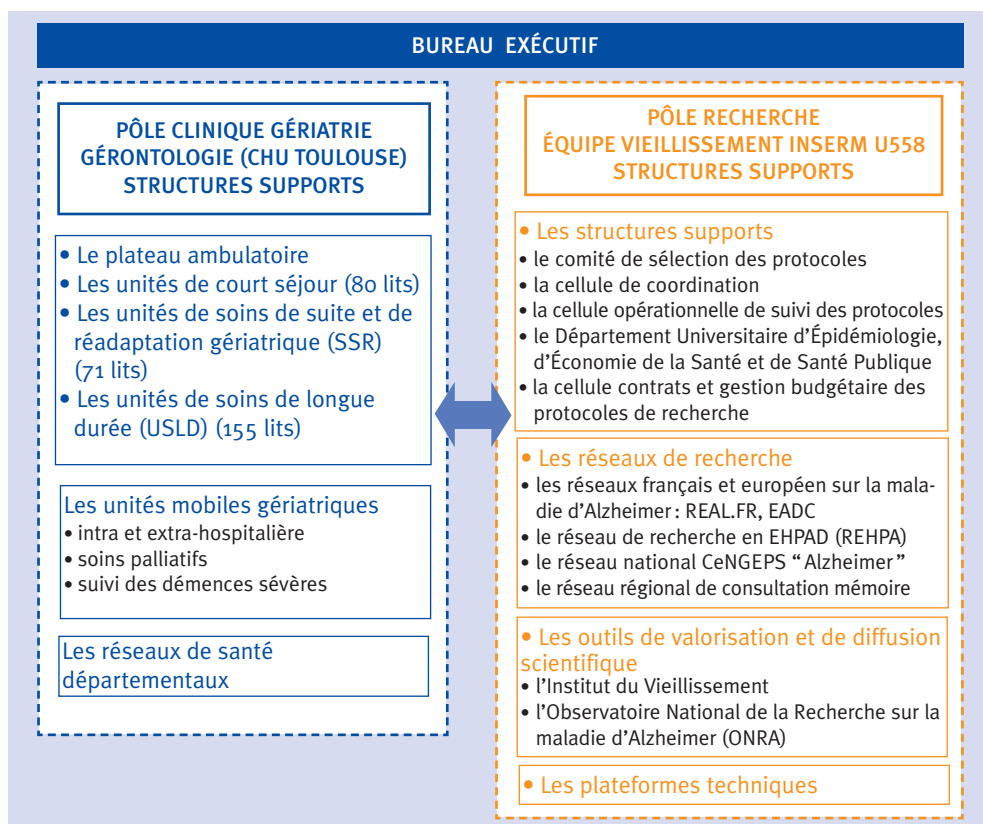 BUREAU EXÉCUTIF
PÔLE CLINIQUE GÉRIATRIE
GÉRONTOLOGIE (CHU TOULOUSE)
STRUCTURES SUPPORTS
• Le plateau ambulatoire
• Les unités de court séjour (80 lits)
• Les unités de soins de suite et de
réadaptation gériatrique (SSR)
(71 lits)
• Les unités de soins de longue
durée (USLD) (155 lits)
Les unités mobiles gériatriques
• intra et extra-hospitalière
• soins palliatifs
• suivi des démences sévères
Les réseaux de santé
départementaux
PÔLE RECHERCHE
ÉQUIPE VIEILLISSEMENT INSERM U558
STRUCTURES SUPPORTS
• Les structures supports
• le comité de sélection des protocoles
• la cellule de coordination
• la cellule opérationnelle de suivi des protocoles
• le Département Universitaire d'Épidémiologie,
d'Économie de la Santé et de Santé Publique
• la cellule contrats et gestion budgétaire des
protocoles de recherche
• Les réseaux de recherche
• les réseaux français et européen sur la mala-
die d'Alzheimer : REAL.FR, EADC
• le réseau de recherche en EHPAD (REHPA)
• le réseau national CeNGEPS “ Alzheimer ”
• le réseau régional de consultation mémoire
• Les outils de valorisation et de diffusion
scientifique
• l'Institut du Vieillissement
• l'Observatoire National de la Recherche sur la
maladie d'Alzheimer (ONRA)
• Les plateformes techniques